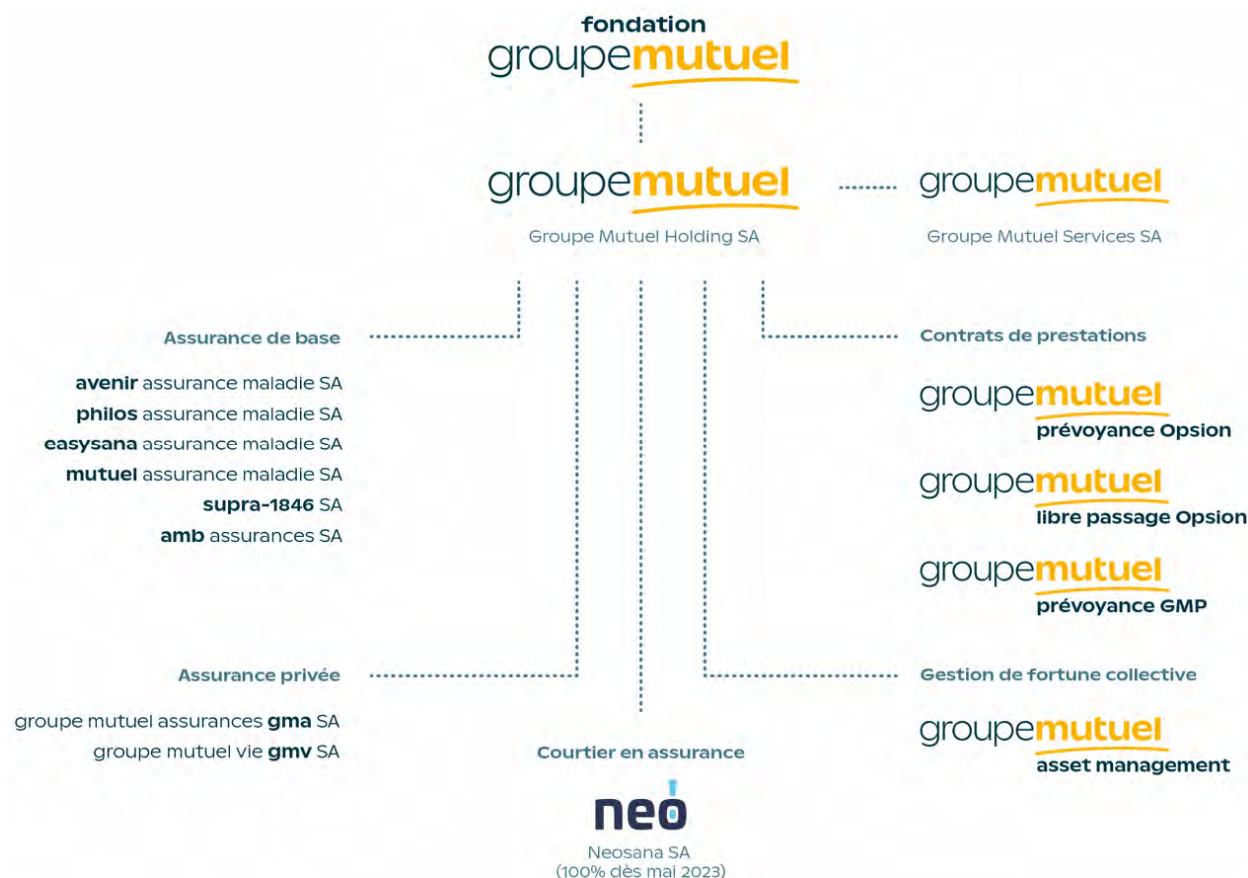 fondation
groupemutuel
groupemutuel
Groupe Mutuel Holding SA
groupemutuel
Groupe Mutuel Services SA
Assurance de base
avenir assurance maladie SA
philos assurance maladie SA
easysana assurance maladie SA
mutuel assurance maladie SA
supra-1846 SA
amb assurances SA
Contrats de prestations
groupemutuel
prévoyance Opsion
groupemutuel
libre passage Opsion
groupemutuel
prévoyance GMP
Assurance privée
groupe mutuel assurances gma SA
groupe mutuel vie gmv SA
Courtier en assurance
neo
Neosana SA
(100% dès mai 2023)
Gestion de fortune collective
groupemutuel
asset management